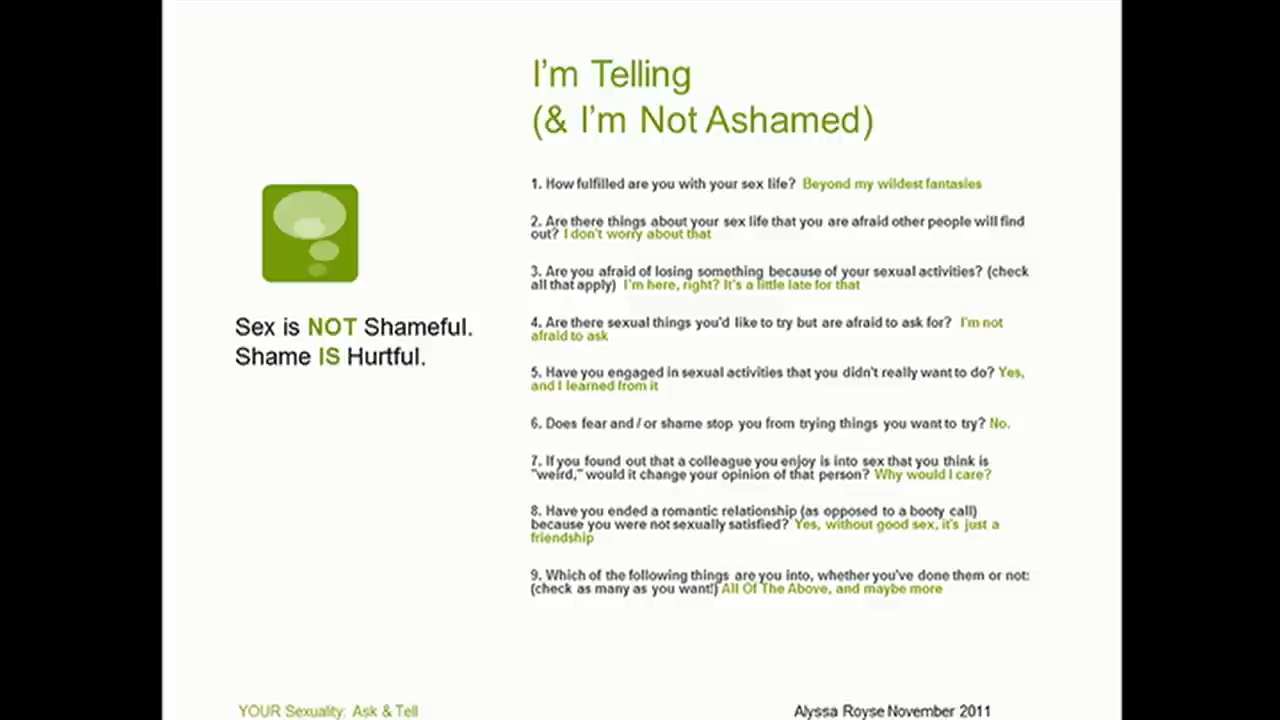 I'm Telling
(& I'm Not Ashamed)
1. How fulfilled are you with your sex life? Beyond my wildest fantasies
2. Are there things about your sex life that you are afraid other people will find
out? I don't worry about that
3. Are you afraid of losing something because of your sexual activities? (check
all that apply) I'm here, right? It's a little late for that
4. Are there sexual things you'd like to try but are afraid to ask for? I'm not
afraid to ask
5. Have you engaged in sexual activities that you didn't really want to do? Yes,
and I learned from it
6. Does fear and / or shame stop you from trying things you want to try? No.
7. If you found out that a colleague you enjoy is into sex that you think is
"weird," would it change your opinion of that person? Why would I care?
8. Have you ended a romantic relationship (as opposed to a booty call)
because you were not sexually satisfied? Yes, without good sex, it's just a
friendship
9. Which of the following things are you into, whether you've done them or not:
(check as many as you want!) All Of The Above, and maybe more
Sex is NOT Shameful.
Shame IS Hurtful.
YOUR Sexuality: Ask & Tell
Alyssa Royse November 2011